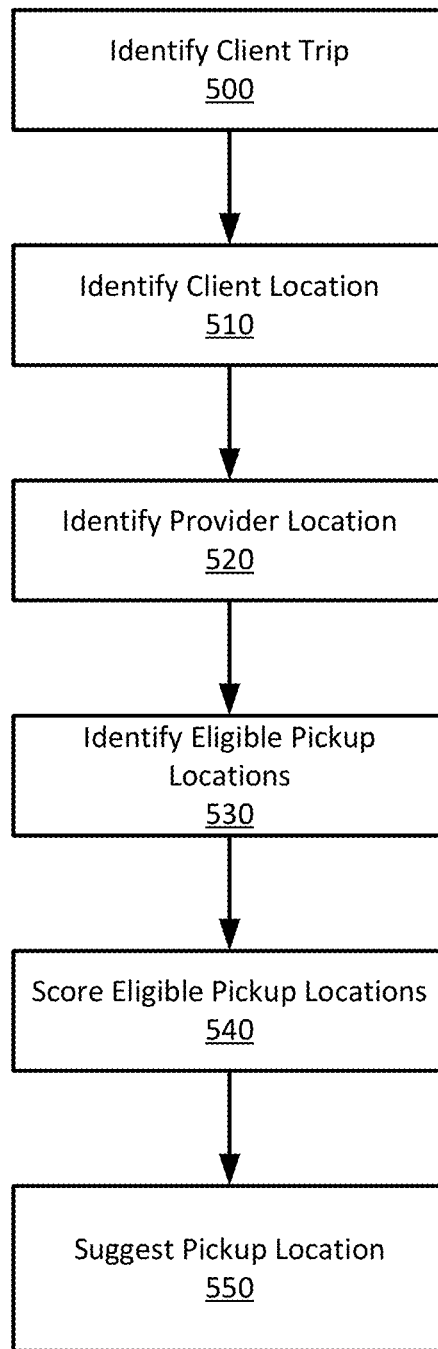 Identify Client Trip
500
Identify Client Location
510
Identify Provider Location
520
Identify Eligible Pickup
Locations
530
Score Eligible Pickup Locations
540
Suggest Pickup Location
550